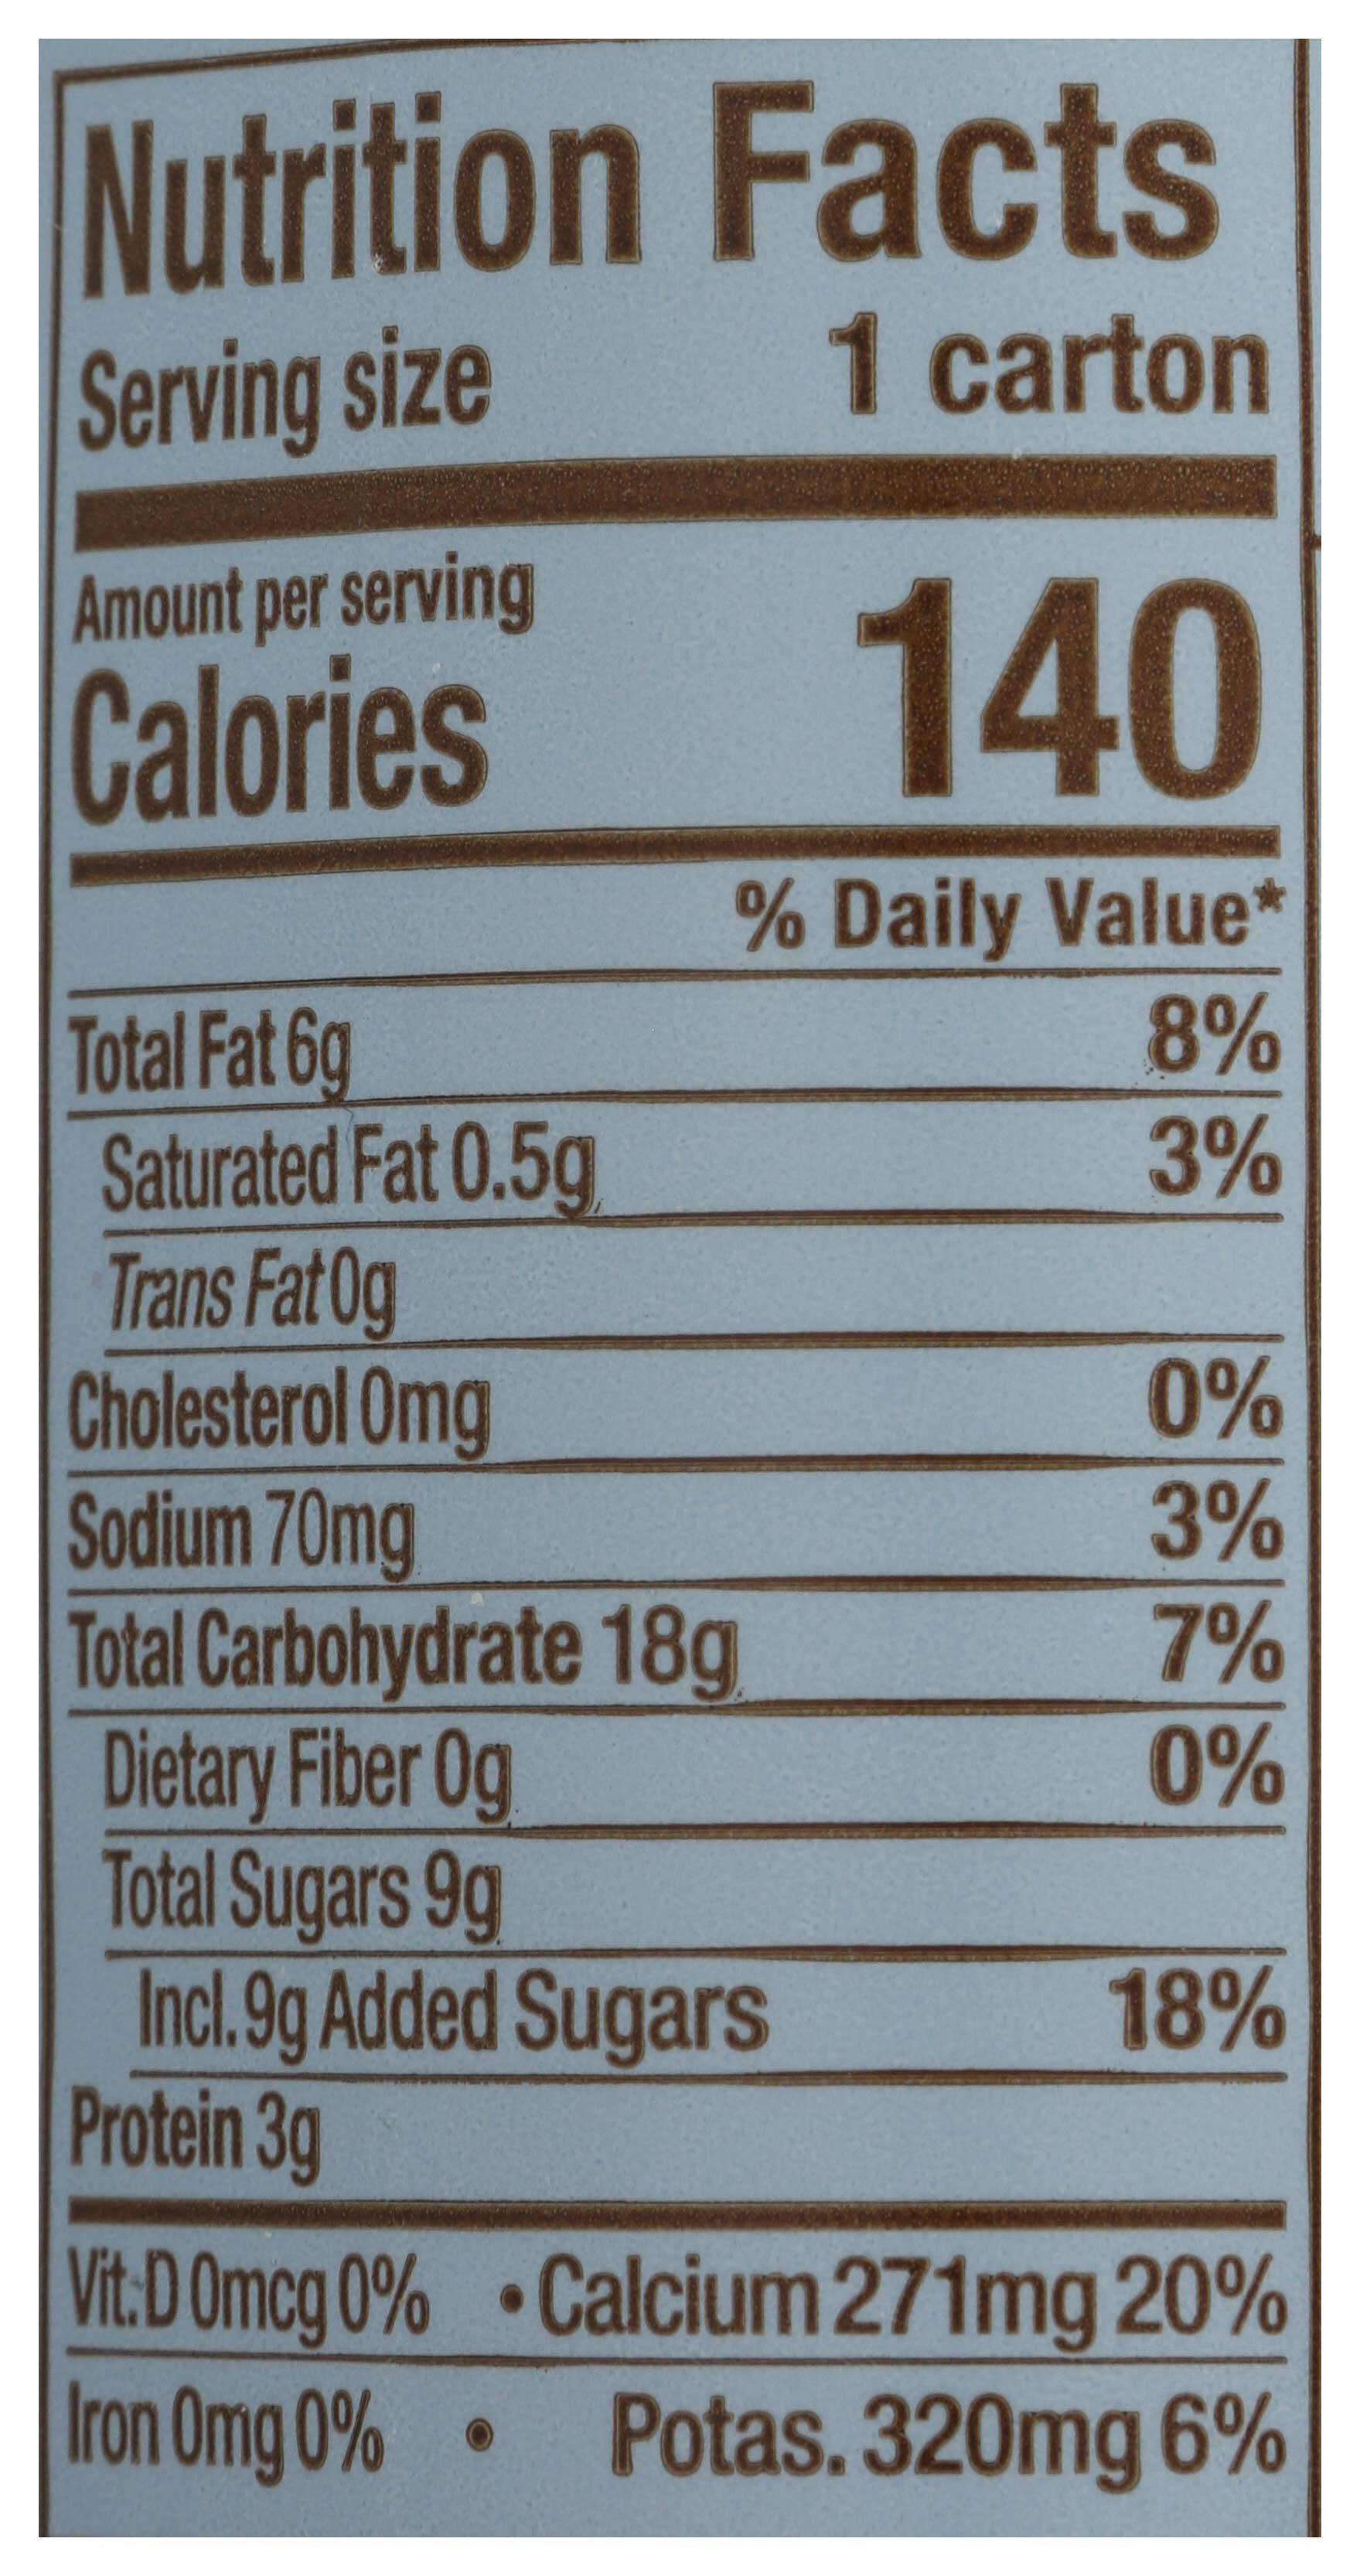 Nutrition Facts
Serving size 1 carton
Amount per serving
Calories 140
% Daily Value*
Total Fat 6g 8%
Saturated Fat 0.5g 3%
Trans Fat 0g
Cholesterol 0mg 0%
Sodium 70mg 3%
Total Carbohydrate 18g 7%
Dietary Fiber 0g 0%
Total Sugars 9g
Incl. 9g Added Sugars 18%
Protein 3g
Vit. D 0mcg 0% • Calcium 271mg 20%
Iron 0mg 0% • Potas. 320mg 6%